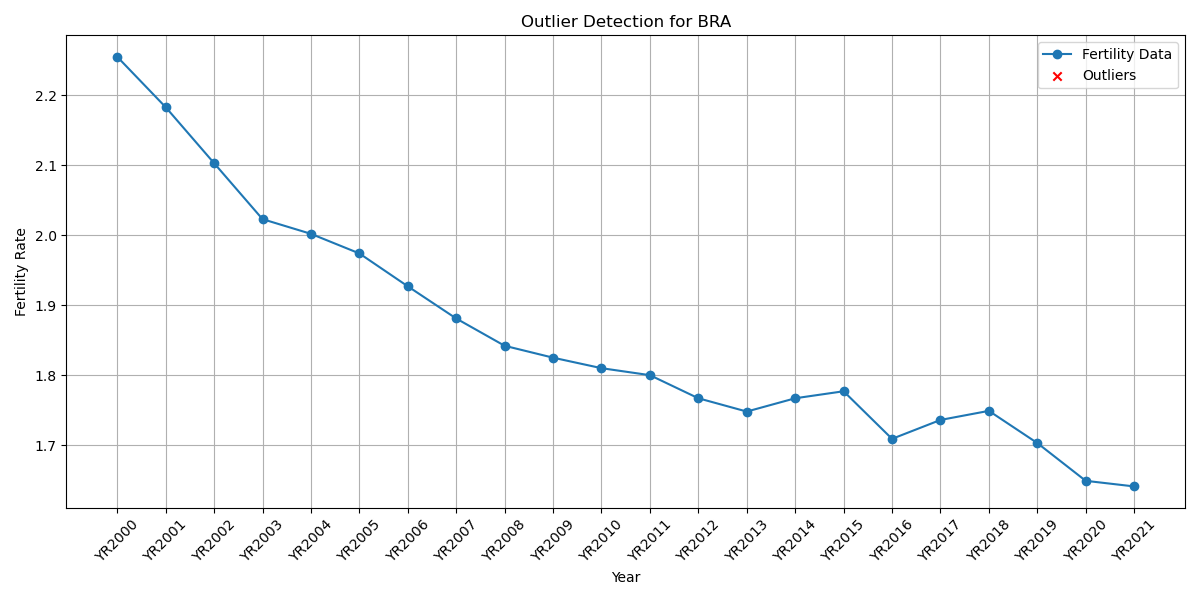 Outlier Detection for BRA
Fertility Data
Outliers
2.2
2.1
2.0
1.9
1.8
1.7
Fertility Rate
YR2000
YR2001
YR2002
YR2003
YR2004
YR2005
YR2006
YR2007
YR2008
YR2009
YR2010
YR2011
YR2012
YR2013
YR2014
YR2015
YR2016
YR2017
YR2018
YR2019
YR2020
YR2021
Year